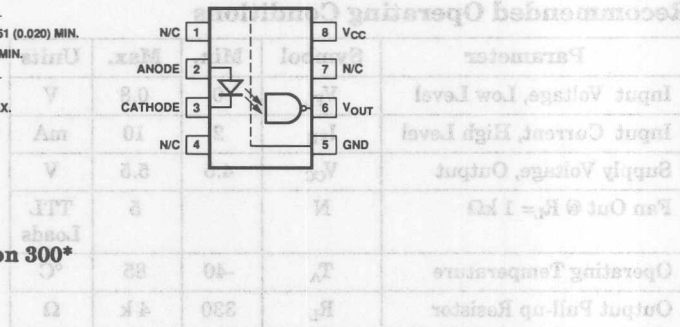 51 (0.020) MIN.
MIN.
X.
on 300*
N/C 1
ANODE 2
CATHODE 3
N/C 4
8 VCC
7 N/C
6 VOUT
5 GND
Recommended Operating Conditions
Parameter Symbol Min. Max. Units
Input Voltage, Low Level 0.8 V
Input Current, High Level 10 mA
Supply Voltage, Output VCC 4.5 5.5 V
Fan Out @ RL = 1 kΩ N 5 TTL Loads
Operating Temperature TA -40 85 °C
Output Pull-up Resistor RL 330 4 k Ω